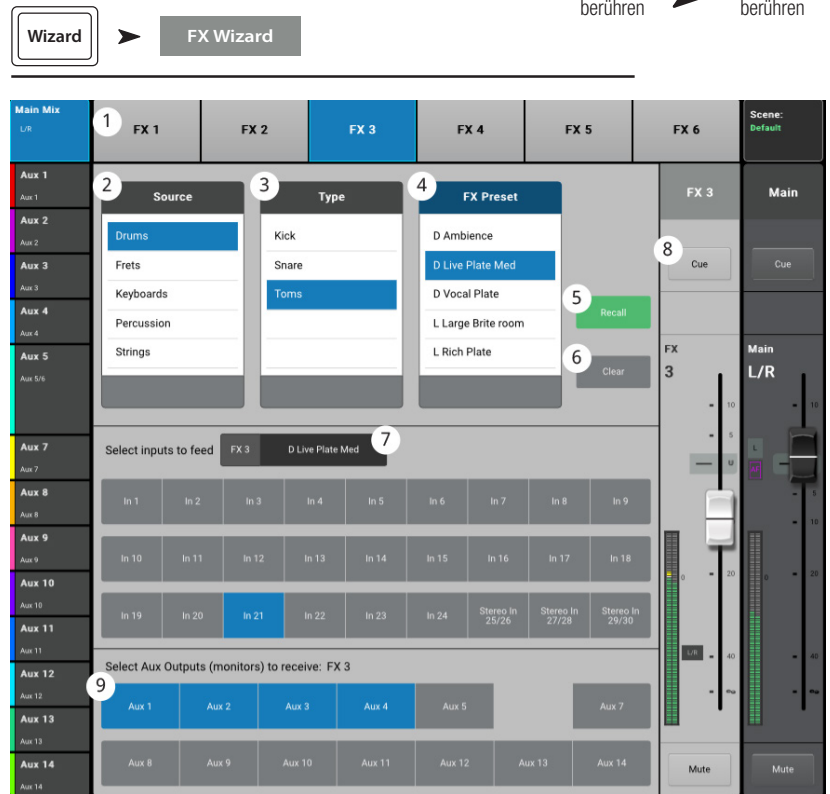 berühren
berühren
Wizard
FX Wizard
Main Mix
L/R
1
FX 1
FX 2
FX 3
FX 4
FX 5
FX 6
Scene:
Default
Aux 1
Aux 1
Aux 2
Aux 2
Aux 3
Aux 3
Aux 4
Aux 4
Aux 5
Aux 5/6
Aux 7
Aux 7
Aux 8
Aux 8
Aux 9
Aux 9
Aux 10
Aux 10
Aux 11
Aux 11
Aux 12
Aux 12
Aux 13
Aux 13
Aux 14
Aux 14
2
Source
Drums
Frets
Keyboards
Percussion
Strings
3
Type
Kick
Snare
Toms
4
FX Preset
D Ambience
D Live Plate Med
D Vocal Plate
L Large Brite room
L Rich Plate
5
Recall
6
Clear
Select inputs to feed
FX 3
D Live Plate Med
7
In 1
In 2
In 3
In 4
In 5
In 6
In 7
In 8
In 9
In 10
In 11
In 12
In 13
In 14
In 15
In 16
In 17
In 18
In 19
In 20
In 21
In 22
In 23
In 24
Stereo In
25/26
Stereo In
27/28
Stereo In
29/30
Select Aux Outputs (monitors) to receive: FX 3
9
Aux 1
Aux 2
Aux 3
Aux 4
Aux 5
Aux 7
Aux 8
Aux 9
Aux 10
Aux 11
Aux 12
Aux 13
Aux 14
FX 3
8
Cue
FX
3
10
5
U
0
20
L/R
40
∞
Mute
Main
Cue
Main
L/R
10
L
5
10
0
20
40
∞
Mute